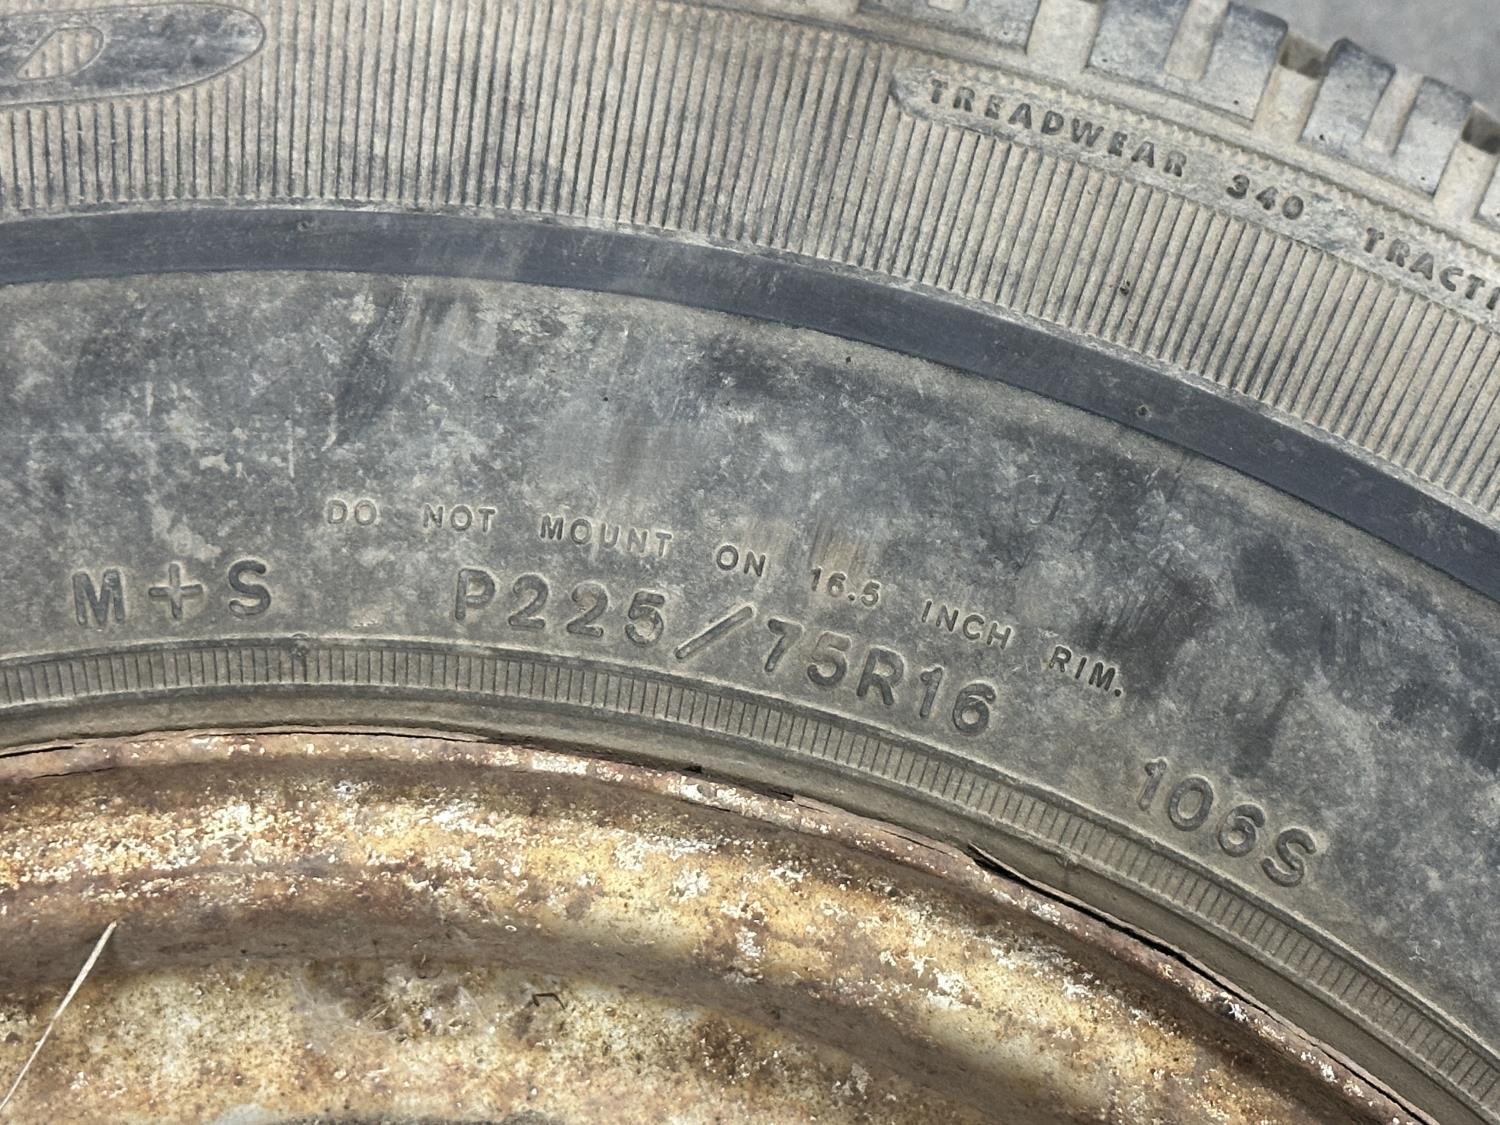 TREADWEAR 340 TRACTI
DO NOT MOUNT ON 16.5 INCH RIM.
M+S P225/75R16 106S